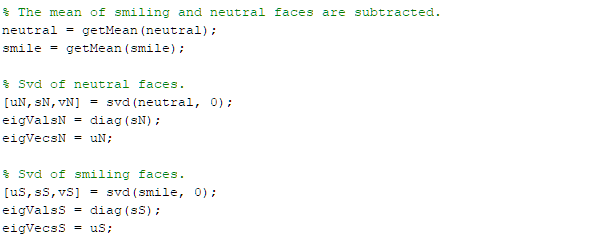 % The mean of smiling and neutral faces are subtracted.
neutral = getMean(neutral);
smile = getMean(smile);
% Svd of neutral faces.
[uN,sN,vN] = svd(neutral, 0);
eigValsN = diag(sN);
eigVecsN = uN;
% Svd of smiling faces.
[uS,sS,vS] = svd(smile, 0);
eigValsS = diag(sS);
eigVecsS = uS;